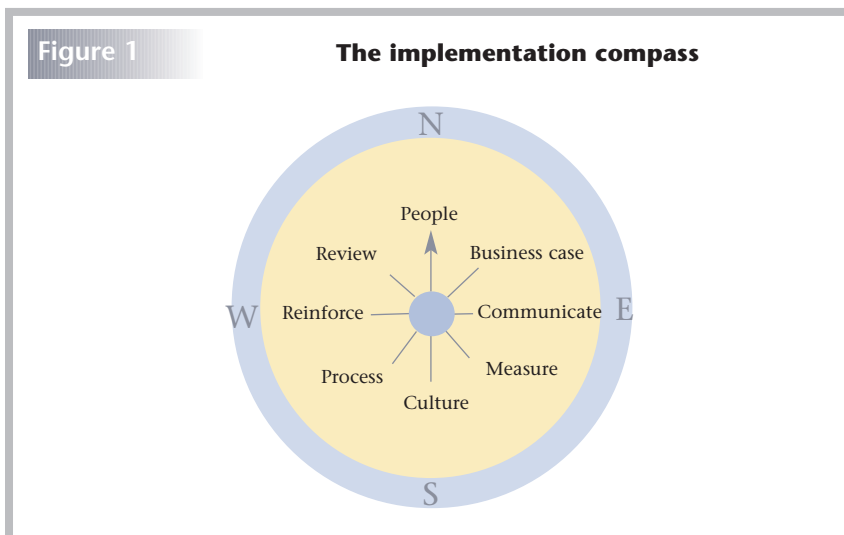 Figure 1
The implementation compass
N
People
Review
Business case
W
Reinforce
Communicate
E
Process
Measure
Culture
S